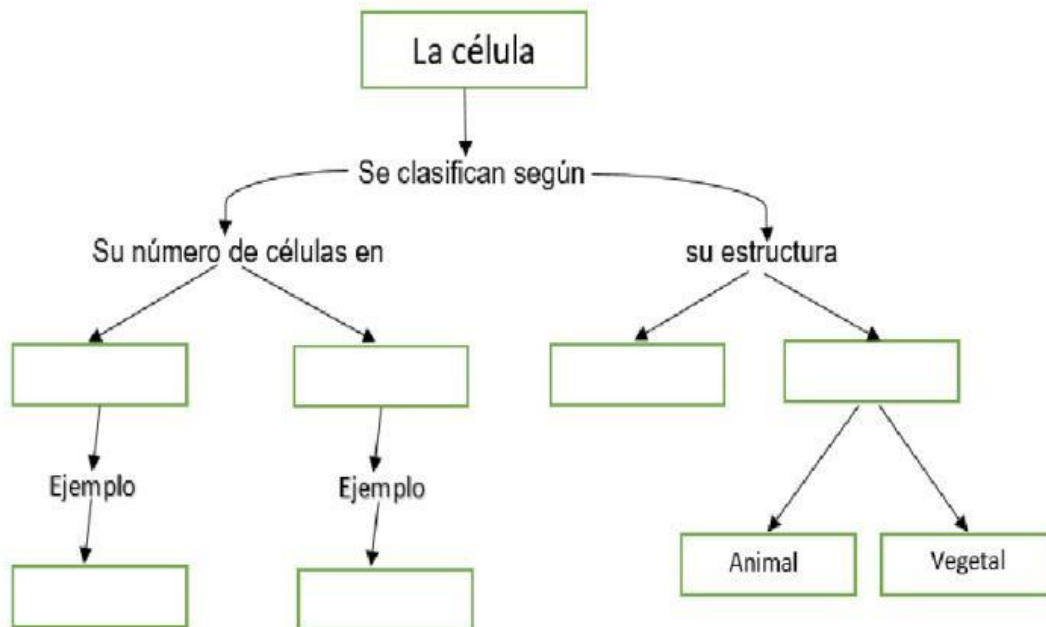 La célula
Se clasifican según
Su número de células en
su estructura
Ejemplo
Ejemplo
Animal
Vegetal